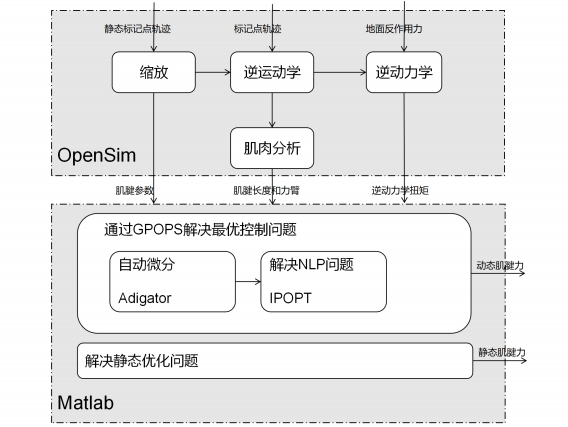 静态标记点轨迹
标记点轨迹
地面反作用力
缩放
逆运动学
逆动力学
肌肉分析
OpenSim
肌腱参数
肌腱长度和力臂
逆动力学扭矩
通过GPOPS解决最优控制问题
自动微分
Adigator
解决NLP问题
IPOPT
动态肌腱力
静态肌腱力
解决静态优化问题
Matlab